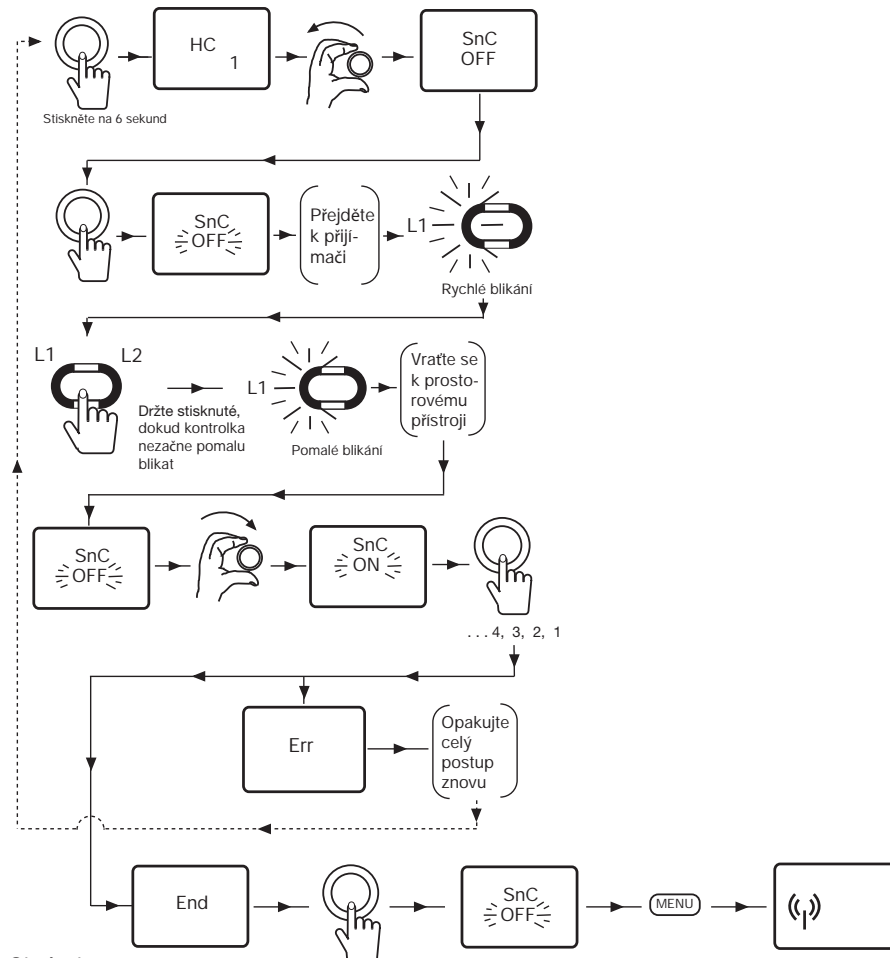 HC
1
SnC
OFF
Stiskněte na 6 sekund
SnC
OFF
Přejděte
k přijí-
mači
L1
Rychlé blikání
L1 L2
Držte stisknuté,
dokud kontrolka
nezačne pomalu
blikat
L1
Pomalé blikání
Vraťte se
k prosto-
rovému
přístroji
SnC
OFF
SnC
ON
. . . 4, 3, 2, 1
Err
Opakujte
celý
postup
znovu
End
SnC
OFF
MENU